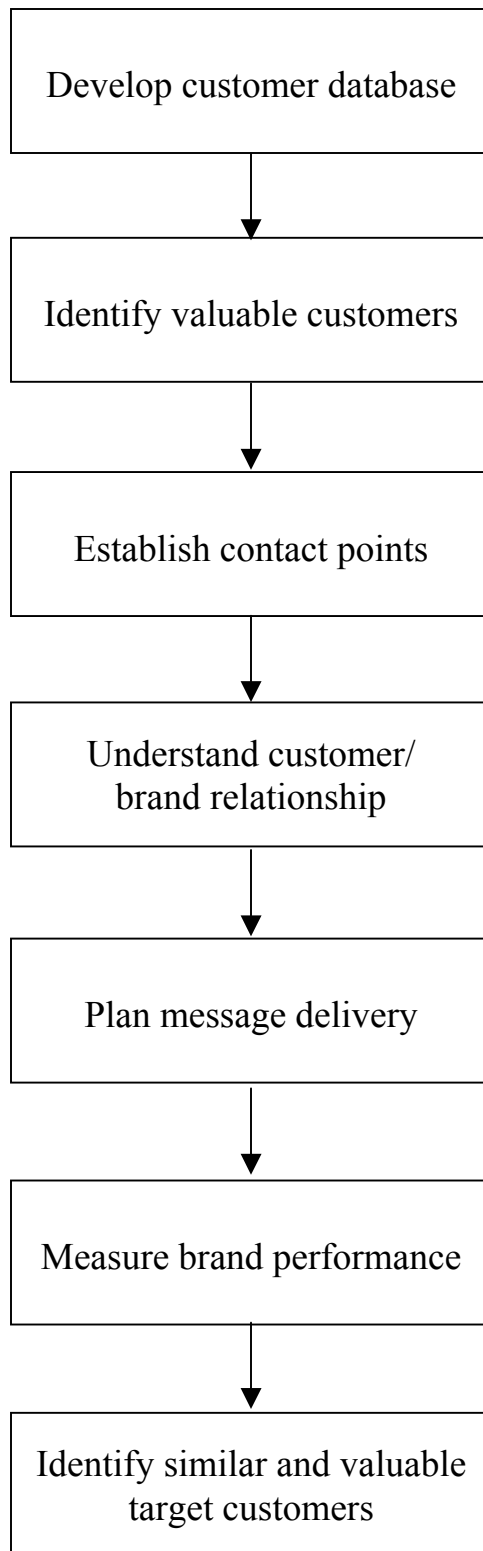 Develop customer database
Identify valuable customers
Establish contact points
Understand customer/
brand relationship
Plan message delivery
Measure brand performance
Identify similar and valuable
target customers